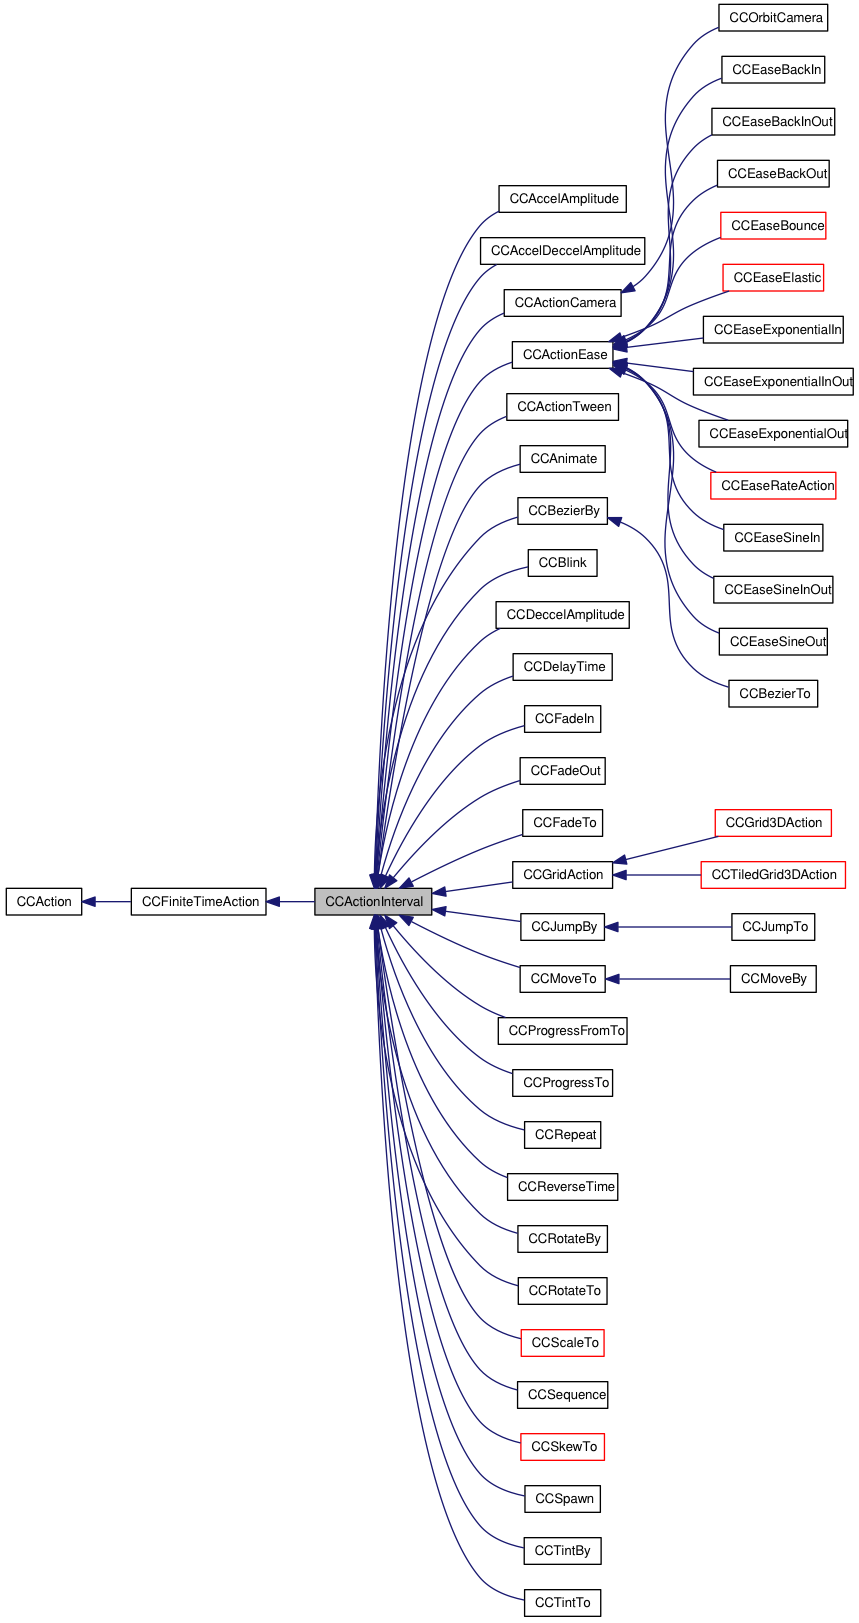 CCOrbitCamera
CCEaseBackIn
CCEaseBackInOut
CCEaseBackOut
CCAccelAmplitude
CCEaseBounce
CCAccelDeccelAmplitude
CCEaseElastic
CCActionCamera
CCEaseExponentialIn
CCActionEase
CCEaseExponentialInOut
CCActionTween
CCEaseExponentialOut
CCAnimate
CCEaseRateAction
CCBezierBy
CCEaseSineIn
CCBlink
CCEaseSineInOut
CCDeccelAmplitude
CCEaseSineOut
CCDelayTime
CCBezierTo
CCFadeIn
CCFadeOut
CCFadeTo
CCGrid3DAction
CCGridAction
CCTiledGrid3DAction
CCAction
CCFiniteTimeAction
CCActionInterval
CCJumpBy
CCJumpTo
CCMoveTo
CCMoveBy
CCProgressFromTo
CCProgressTo
CCRepeat
CCReverseTime
CCRotateBy
CCRotateTo
CCScaleTo
CCSequence
CCSkewTo
CCSpawn
CCTintBy
CCTintTo